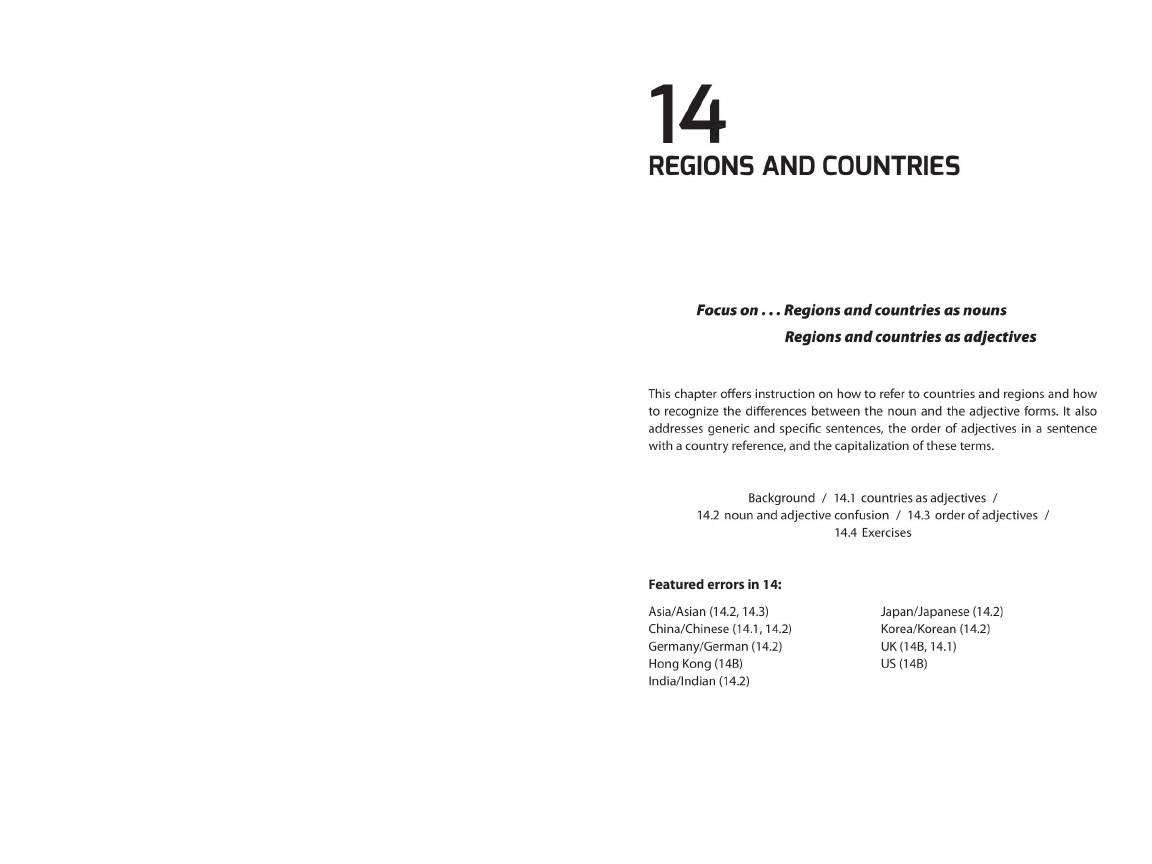 14
REGIONS AND COUNTRIES
Focus on . . . Regions and countries as nouns
Regions and countries as adjectives
This chapter offers instruction on how to refer to countries and regions and how
to recognize the differences between the noun and the adjective forms. It also
addresses generic and specific sentences, the order of adjectives in a sentence
with a country reference, and the capitalization of these terms.
Background / 14.1 countries as adjectives /
14.2 noun and adjective confusion / 14.3 order of adjectives /
14.4 Exercises
Featured errors in 14:
Asia/Asian (14.2, 14.3)
China/Chinese (14.1, 14.2)
Germany/German (14.2)
Hong Kong (14B)
India/Indian (14.2)
Japan/Japanese (14.2)
Korea/Korean (14.2)
UK (14B, 14.1)
US (14B)